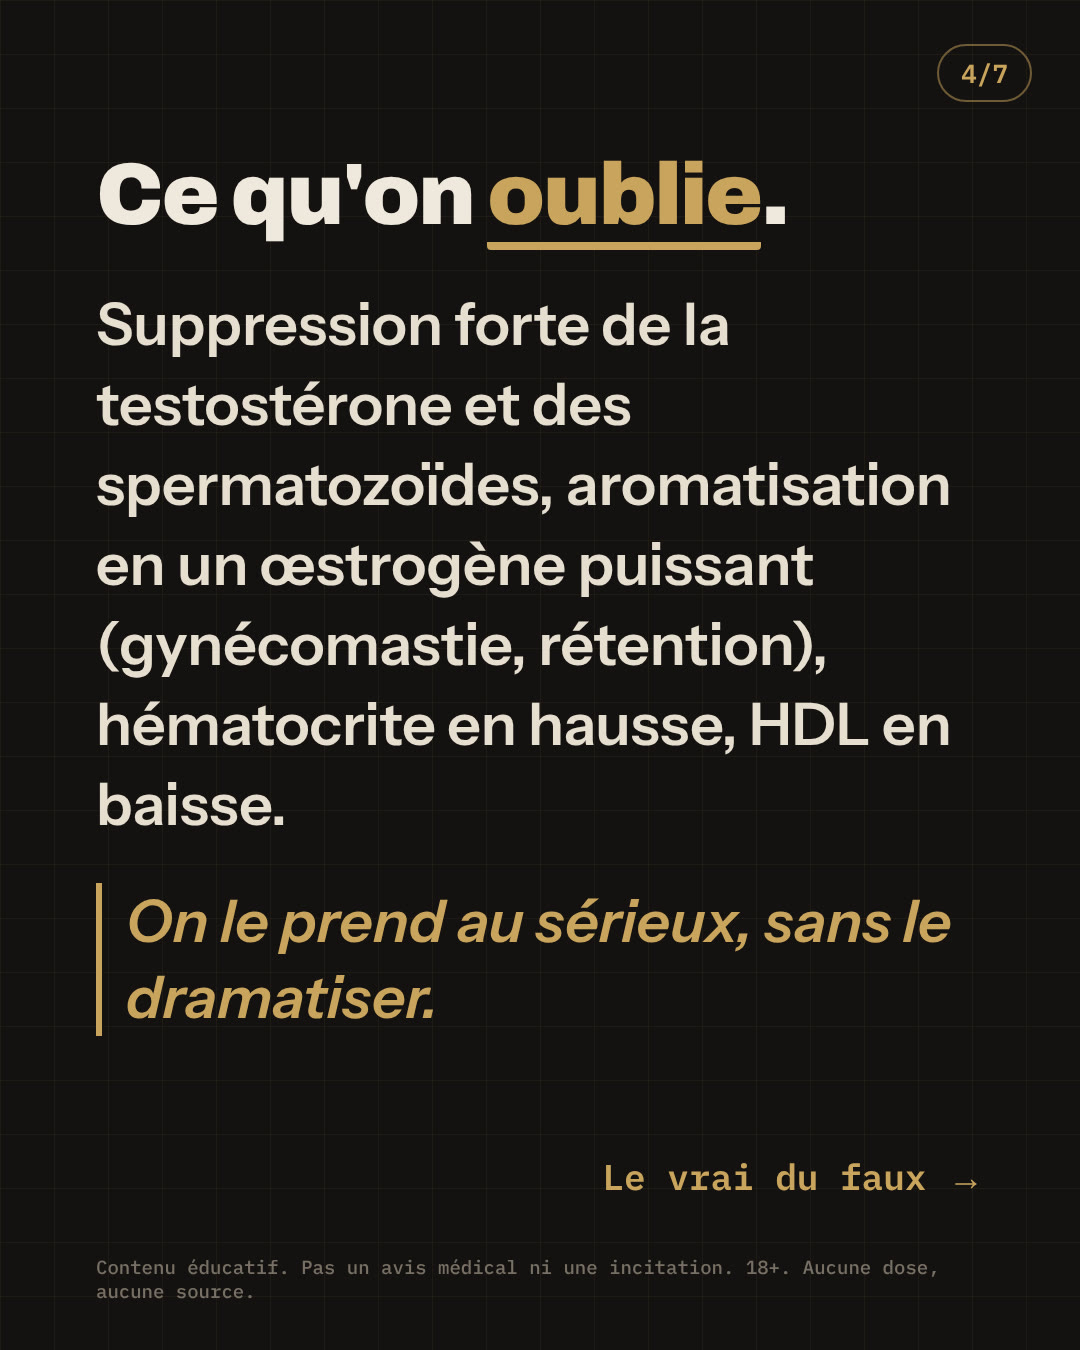 4/7
Ce qu'on oublie.
Suppression forte de la
testostérone et des
spermatozoïdes, aromatisation
en un œstrogène puissant
(gynécomastie, rétention),
hématocrite en hausse, HDL en
baisse.
On le prend au sérieux, sans le
dramatiser.
Le vrai du faux →
Contenu éducatif. Pas un avis médical ni une incitation. 18+. Aucune dose,
aucune source.